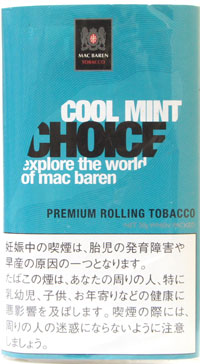 MAC BAREN
TOBACCO
COOL MINT
CHOICE
explore the world
of mac baren
PREMIUM ROLLING TOBACCO
妊娠中の喫煙は、胎児の発育障害や
早産の原因の一つとなります。
たばこの煙は、あなたの周りの人、特に
乳幼児、子供、お年寄りなどの健康に
悪影響を及ぼします。喫煙の際には、
周りの人の迷惑にならないように注意
しましょう。